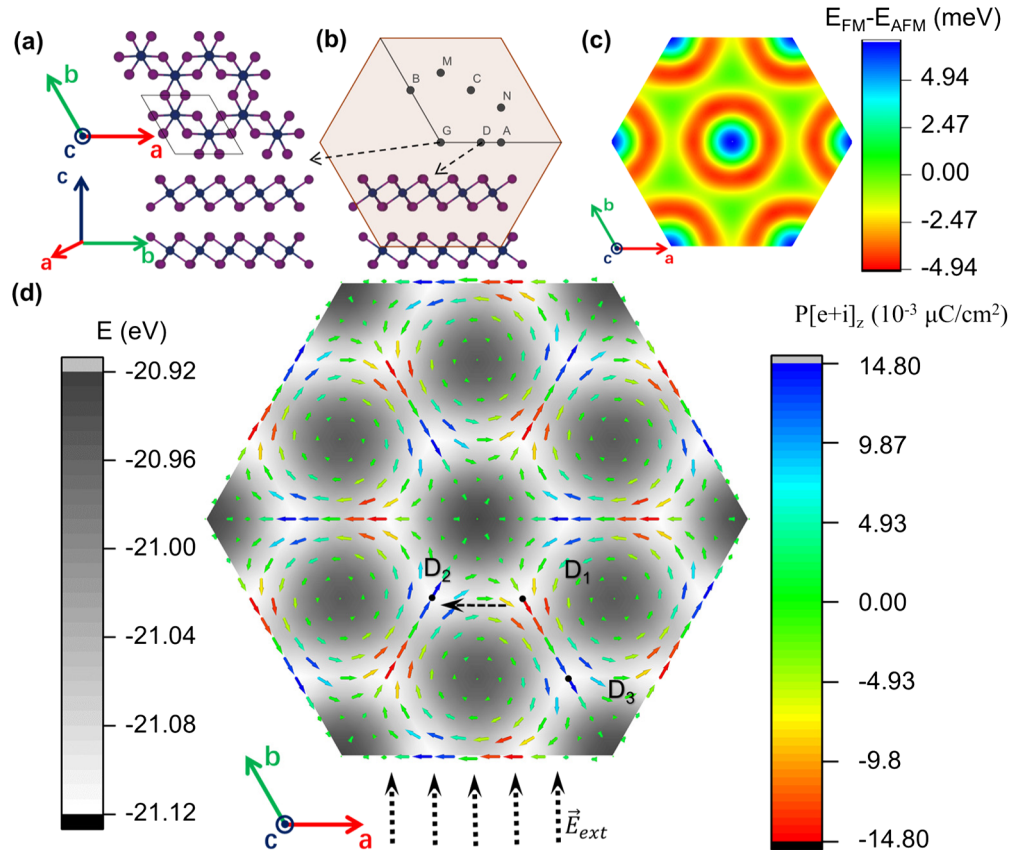 (a)
b
c
a
c
a
b
(b)
M
B
C
N
G
D
A
(c)
E_FM-E_AFM (meV)
4.94
2.47
0.00
-2.47
-4.94
b
c
a
(d)
E (eV)
-20.92
-20.96
-21.00
-21.04
-21.08
-21.12
P[e+i]_z (10^-3 μC/cm^2)
14.80
9.87
4.93
0.00
-4.93
-9.8
-14.80
D_2
D_1
D_3
b
c
a
E_ext